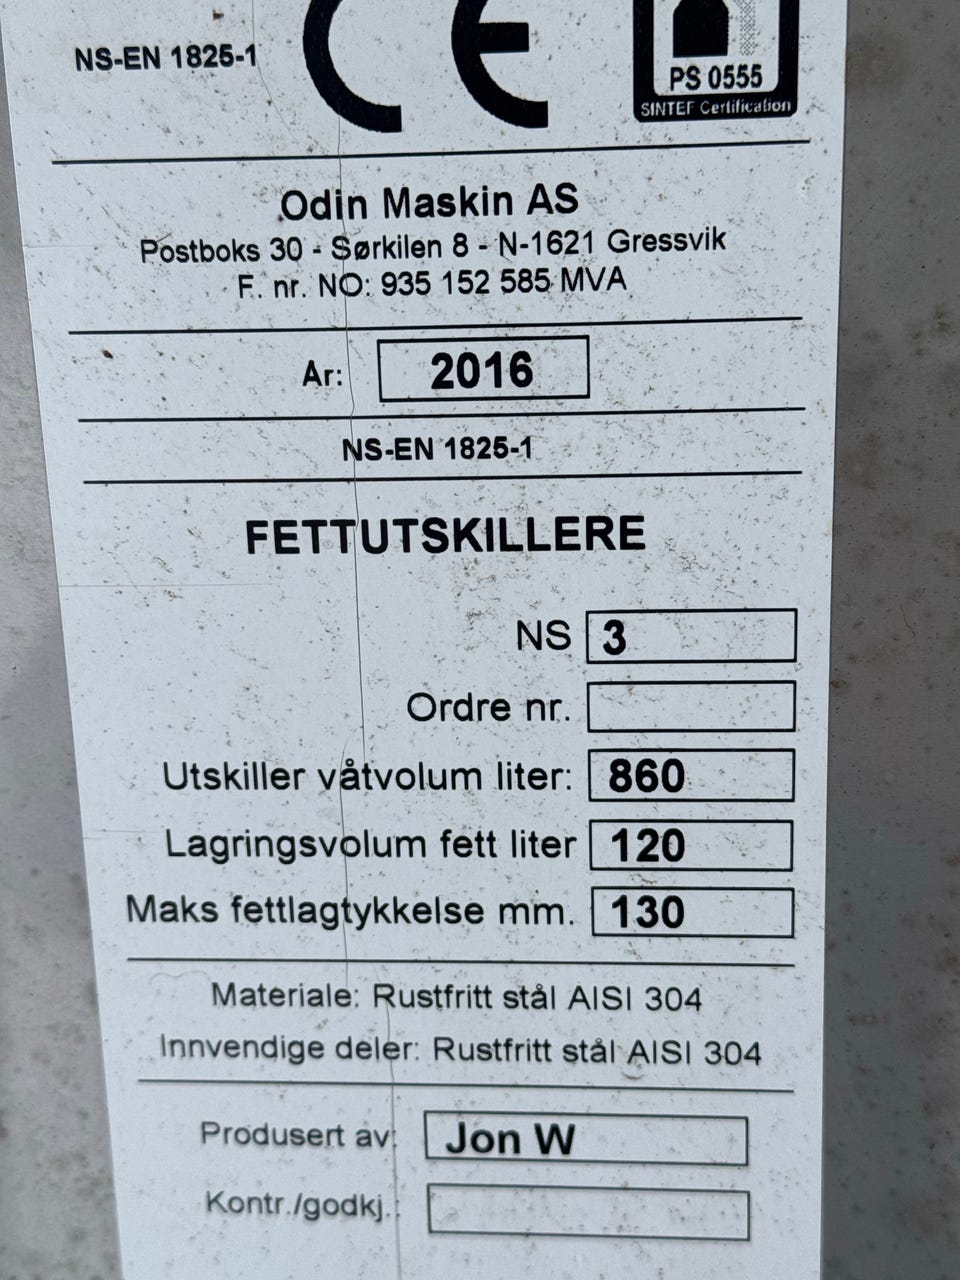 NS-EN 1825-1
CE
PS 0555
SINTEF Certification
Odin Maskin AS
Postboks 30 - Sørkilen 8 - N-1621 Gressvik
F. nr. NO: 935 152 585 MVA
År: 2016
NS-EN 1825-1
FETTUTSKILLERE
NS 3
Ordre nr.
Utskiller våtvolum liter: 860
Lagringsvolum fett liter 120
Maks fettlagtykkelse mm. 130
Materiale: Rustfritt stål AISI 304
Innvendige deler: Rustfritt stål AISI 304
Produsert av: Jon W
Kontr./godkj.: